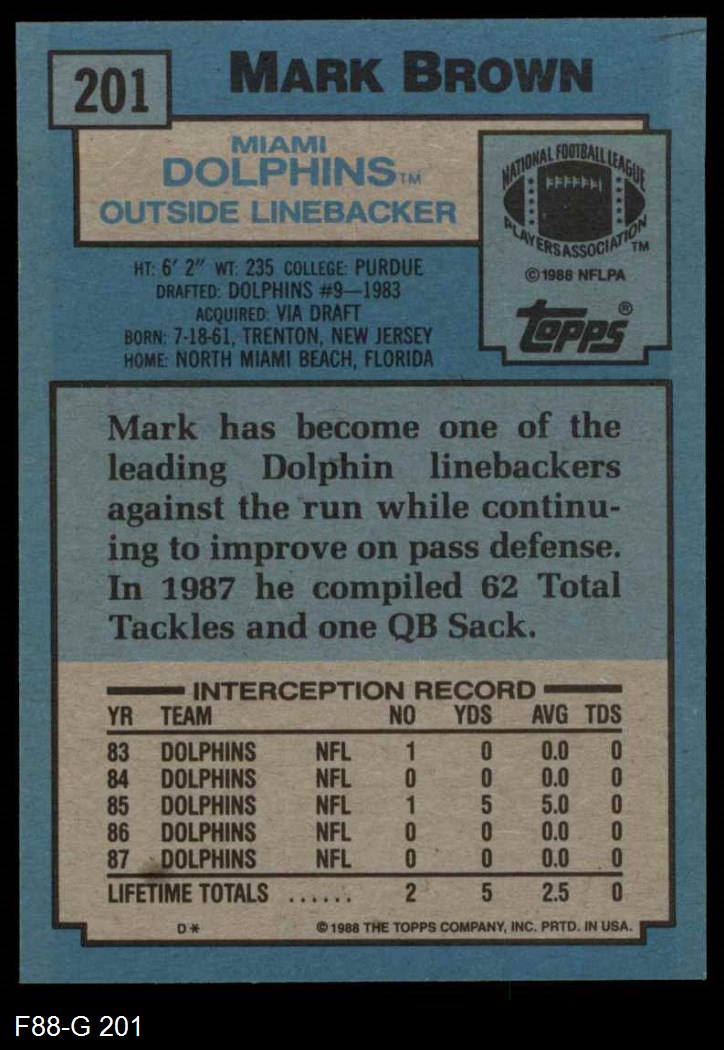 201
MARK BROWN
MIAMI
DOLPHINS™
OUTSIDE LINEBACKER
NATIONAL FOOTBALL LEAGUE
PLAYERS ASSOCIATION™
©1988 NFLPA
topps®
HT: 6' 2" WT: 235 COLLEGE: PURDUE
DRAFTED: DOLPHINS #9—1983
ACQUIRED: VIA DRAFT
BORN: 7-18-61, TRENTON, NEW JERSEY
HOME: NORTH MIAMI BEACH, FLORIDA
Mark has become one of the
leading Dolphin linebackers
against the run while continu-
ing to improve on pass defense.
In 1987 he compiled 62 Total
Tackles and one QB Sack.
INTERCEPTION RECORD
YR TEAM NO YDS AVG TDS
83 DOLPHINS NFL 1 0 0.0 0
84 DOLPHINS NFL 0 0 0.0 0
85 DOLPHINS NFL 1 5 5.0 0
86 DOLPHINS NFL 0 0 0.0 0
87 DOLPHINS NFL 0 0 0.0 0
LIFETIME TOTALS ...... 2 5 2.5 0
D* ©1988 THE TOPPS COMPANY, INC. PRTD. IN USA.
F88-G 201